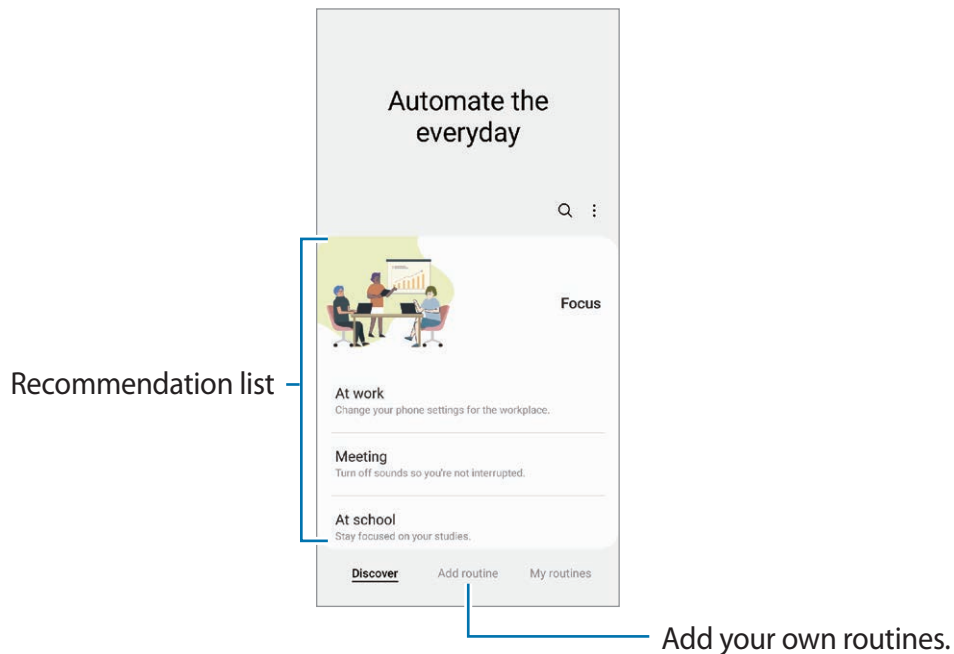 Automate the
everyday
Focus
Recommendation list
At work
Change your phone settings for the workplace.
Meeting
Turn off sounds so you're not interrupted.
At school
Stay focused on your studies.
Discover Add routine My routines
Add your own routines.